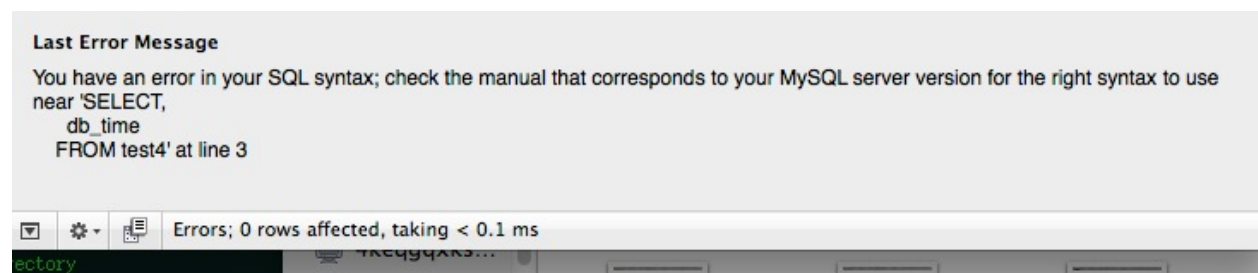 Last Error Message
You have an error in your SQL syntax; check the manual that corresponds to your MySQL server version for the right syntax to use
near 'SELECT,
db_time
FROM test4' at line 3
Errors; 0 rows affected, taking < 0.1 ms
ectory